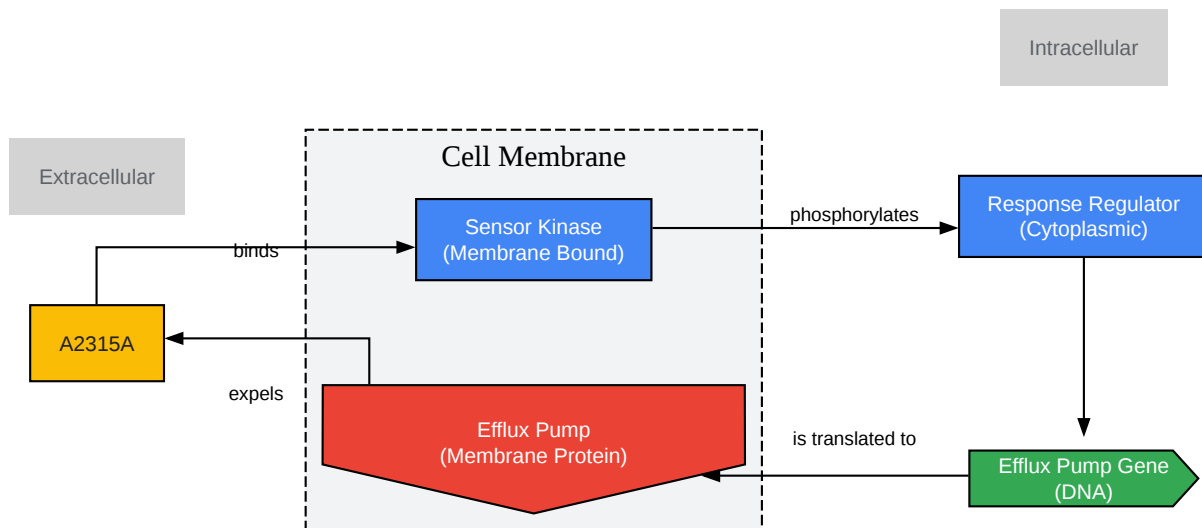 Intracellular
Extracellular
Cell Membrane
Sensor Kinase
(Membrane Bound)
phosphorylates
Response Regulator
(Cytoplasmic)
binds
A2315A
expels
Efflux Pump
(Membrane Protein)
is translated to
Efflux Pump Gene
(DNA)